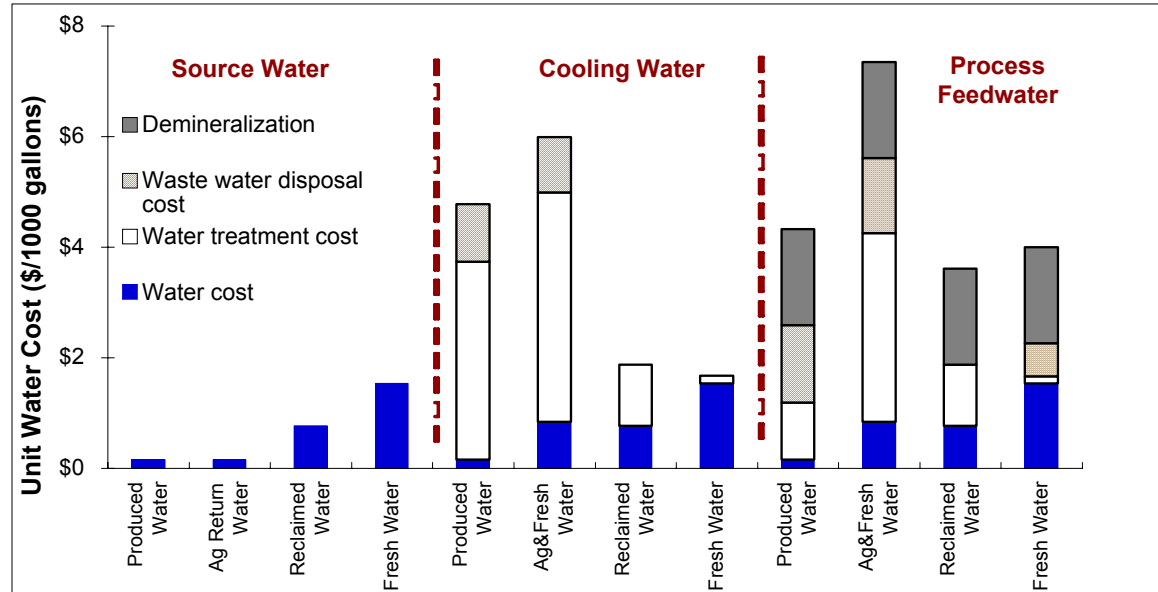 $8
$6
$4
$2
$0
Unit Water Cost ($/1000 gallons)
Source Water
Demineralization
Waste water disposal
cost
Water treatment cost
Water cost
Cooling Water
Process
Feedwater
Produced
Water
Ag Return
Water
Reclaimed
Water
Fresh Water
Produced
Water
Ag&Fresh
Water
Reclaimed
Water
Fresh Water
Produced
Water
Ag&Fresh
Water
Reclaimed
Water
Fresh Water